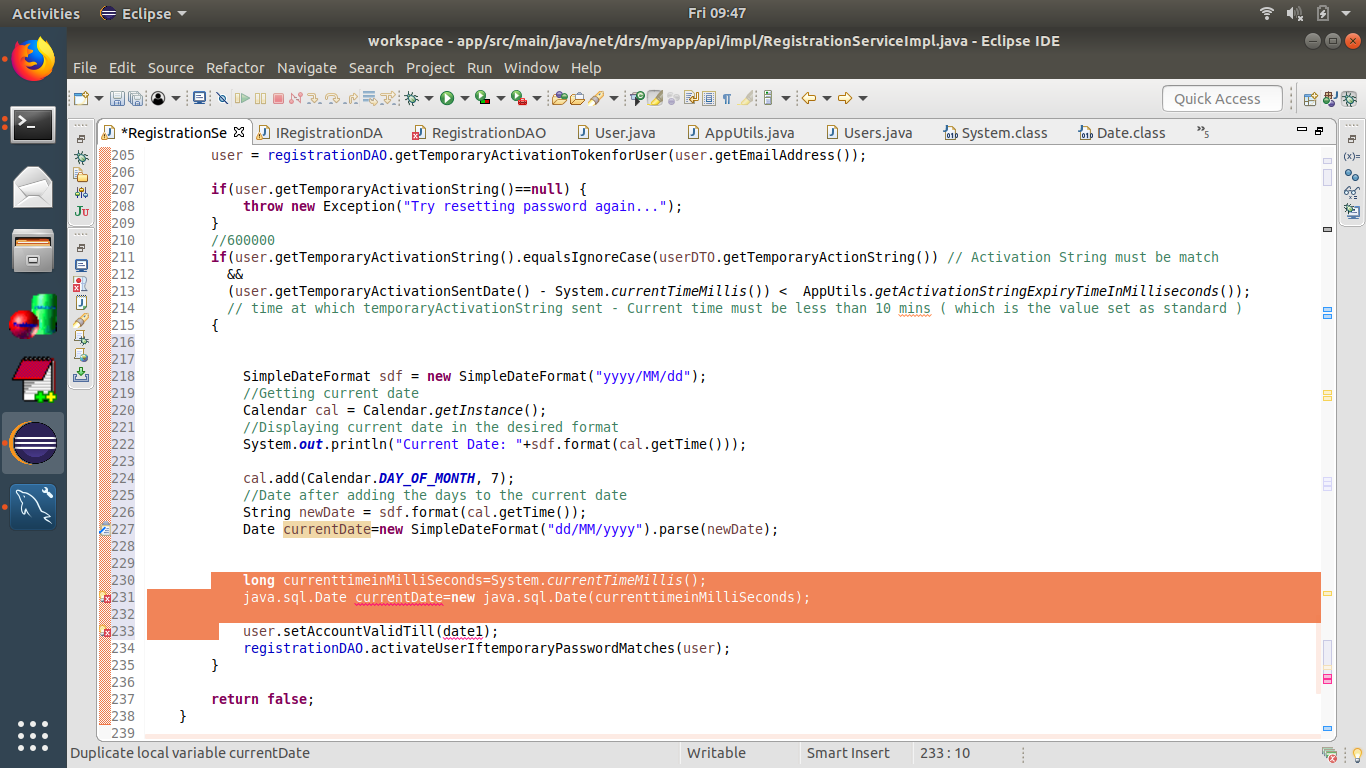 Activities Eclipse Fri 09:47
workspace - app/src/main/java/net/drs/myapp/api/impl/RegistrationServiceImpl.java - Eclipse IDE
File Edit Source Refactor Navigate Search Project Run Window Help
Quick Access
*RegistrationSe IRegistrationDA RegistrationDAO User.java AppUtils.java Users.java System.class Date.class »5
205 user = registrationDAO.getTemporaryActivationTokenforUser(user.getEmailAddress());
206
207 if(user.getTemporaryActivationString()==null) {
208 throw new Exception("Try resetting password again...");
209 }
210 //600000
211 if(user.getTemporaryActivationString().equalsIgnoreCase(userDTO.getTemporaryActionString()) // Activation String must be match
212 &&
213 (user.getTemporaryActivationSentDate() - System.currentTimeMillis()) < AppUtils.getActivationStringExpiryTimeInMilliseconds());
214 // time at which temporaryActivationString sent - Current time must be less than 10 mins ( which is the value set as standard )
215 {
216
217
218 SimpleDateFormat sdf = new SimpleDateFormat("yyyy/MM/dd");
219 //Getting current date
220 Calendar cal = Calendar.getInstance();
221 //Displaying current date in the desired format
222 System.out.println("Current Date: "+sdf.format(cal.getTime()));
223
224 cal.add(Calendar.DAY_OF_MONTH, 7);
225 //Date after adding the days to the current date
226 String newDate = sdf.format(cal.getTime());
227 Date currentDate=new SimpleDateFormat("dd/MM/yyyy").parse(newDate);
228
229
230 long currenttimeinMilliSeconds=System.currentTimeMillis();
231 java.sql.Date currentDate=new java.sql.Date(currenttimeinMilliSeconds);
232
233 user.setAccountValidTill(date1);
234 registrationDAO.activateUserIftemporaryPasswordMatches(user);
235 }
236
237 return false;
238 }
239
Duplicate local variable currentDate Writable Smart Insert 233 : 10